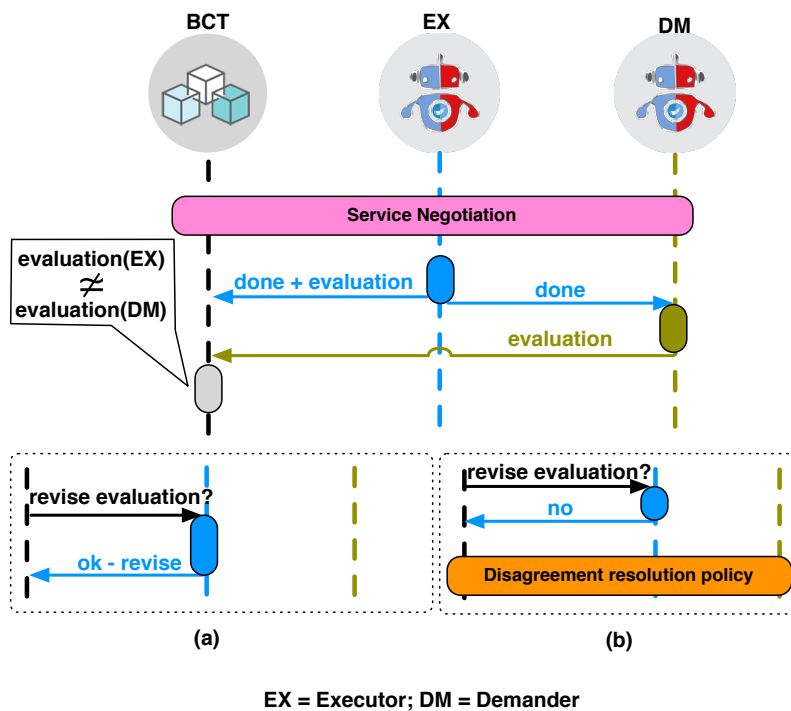 BCT
EX
DM
Service Negotiation
evaluation(EX)
≠
evaluation(DM)
done + evaluation
done
evaluation
revise evaluation?
ok - revise
(a)
revise evaluation?
no
Disagreement resolution policy
(b)
EX = Executor; DM = Demander